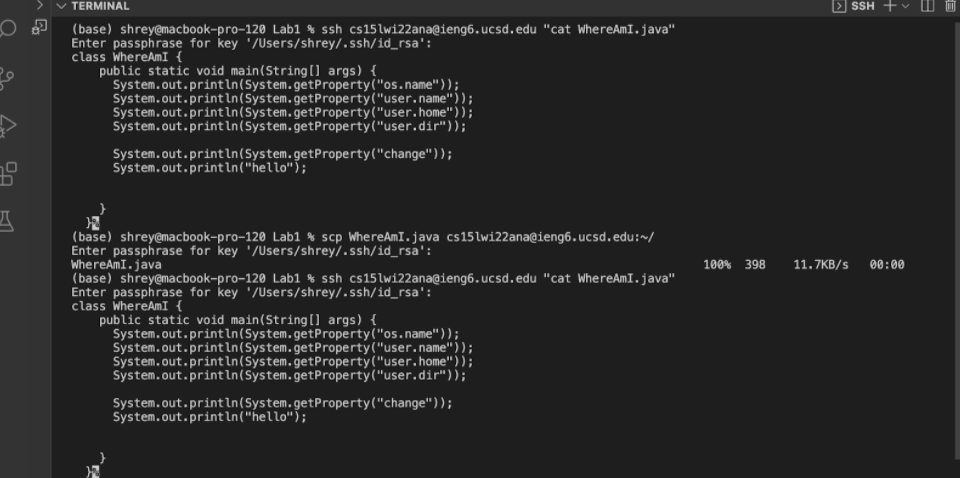 TERMINAL
SSH
(base) shrey@macbook-pro-120 Lab1 % ssh cs15lwi22ana@ieng6.ucsd.edu "cat WhereAmI.java"
Enter passphrase for key '/Users/shrey/.ssh/id_rsa':
class WhereAmI {
    public static void main(String[] args) {
      System.out.println(System.getProperty("os.name"));
      System.out.println(System.getProperty("user.name"));
      System.out.println(System.getProperty("user.home"));
      System.out.println(System.getProperty("user.dir"));
      System.out.println(System.getProperty("change"));
      System.out.println("hello");
    }
  }%
(base) shrey@macbook-pro-120 Lab1 % scp WhereAmI.java cs15lwi22ana@ieng6.ucsd.edu:~/
Enter passphrase for key '/Users/shrey/.ssh/id_rsa':
WhereAmI.java 100% 398 11.7KB/s 00:00
(base) shrey@macbook-pro-120 Lab1 % ssh cs15lwi22ana@ieng6.ucsd.edu "cat WhereAmI.java"
Enter passphrase for key '/Users/shrey/.ssh/id_rsa':
class WhereAmI {
    public static void main(String[] args) {
      System.out.println(System.getProperty("os.name"));
      System.out.println(System.getProperty("user.name"));
      System.out.println(System.getProperty("user.home"));
      System.out.println(System.getProperty("user.dir"));
      System.out.println(System.getProperty("change"));
      System.out.println("hello");
    }
  }%